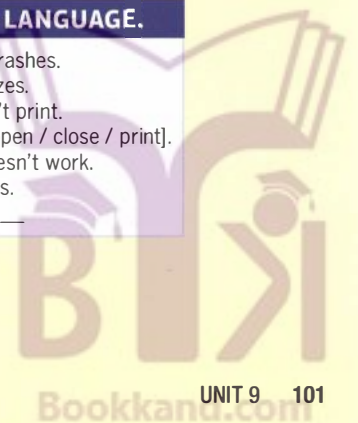 LANGUAGE.
rashes.
zes.
't print.
pen / close / print].
esn't work.
s.
UNIT 9 101
Bookkand.com